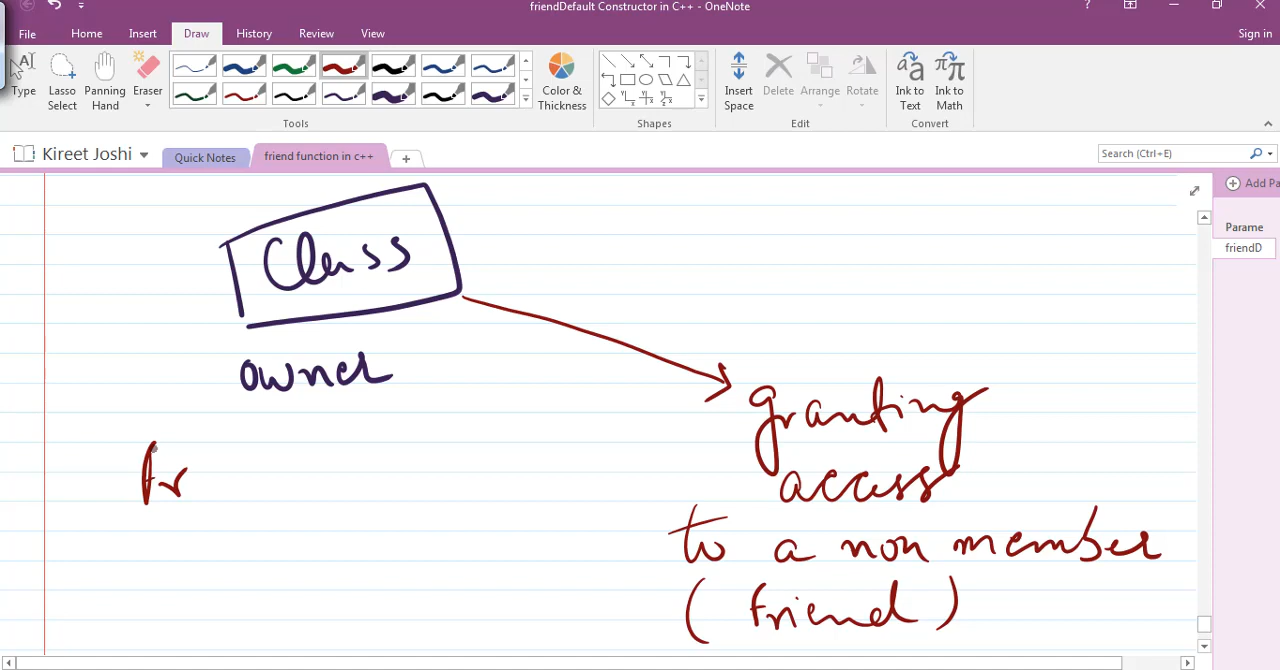 friendDefault Constructor in C++ - OneNote
File Home Insert Draw History Review View
Sign in
Type Lasso Select Panning Hand Eraser
Color & Thickness
Insert Space Delete Arrange Rotate
Ink to Text Ink to Math
Tools Shapes Edit Convert
Kireet Joshi Quick Notes friend function in c++
Search (Ctrl+E)
Add Pa
Parame
friendD
Class
owner
granting
access
to a non member
(friend)
fr